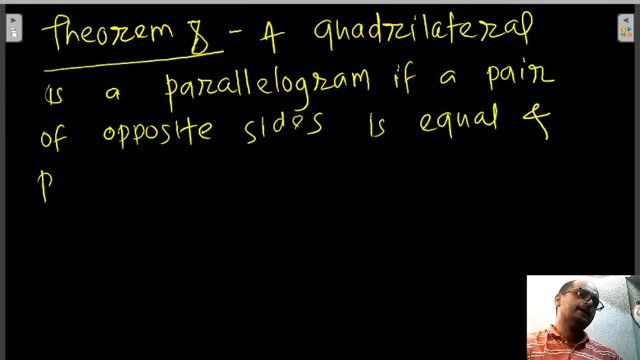 Theorem 8 - A quadrilateral
is a parallelogram if a pair
of opposite sides is equal &
p